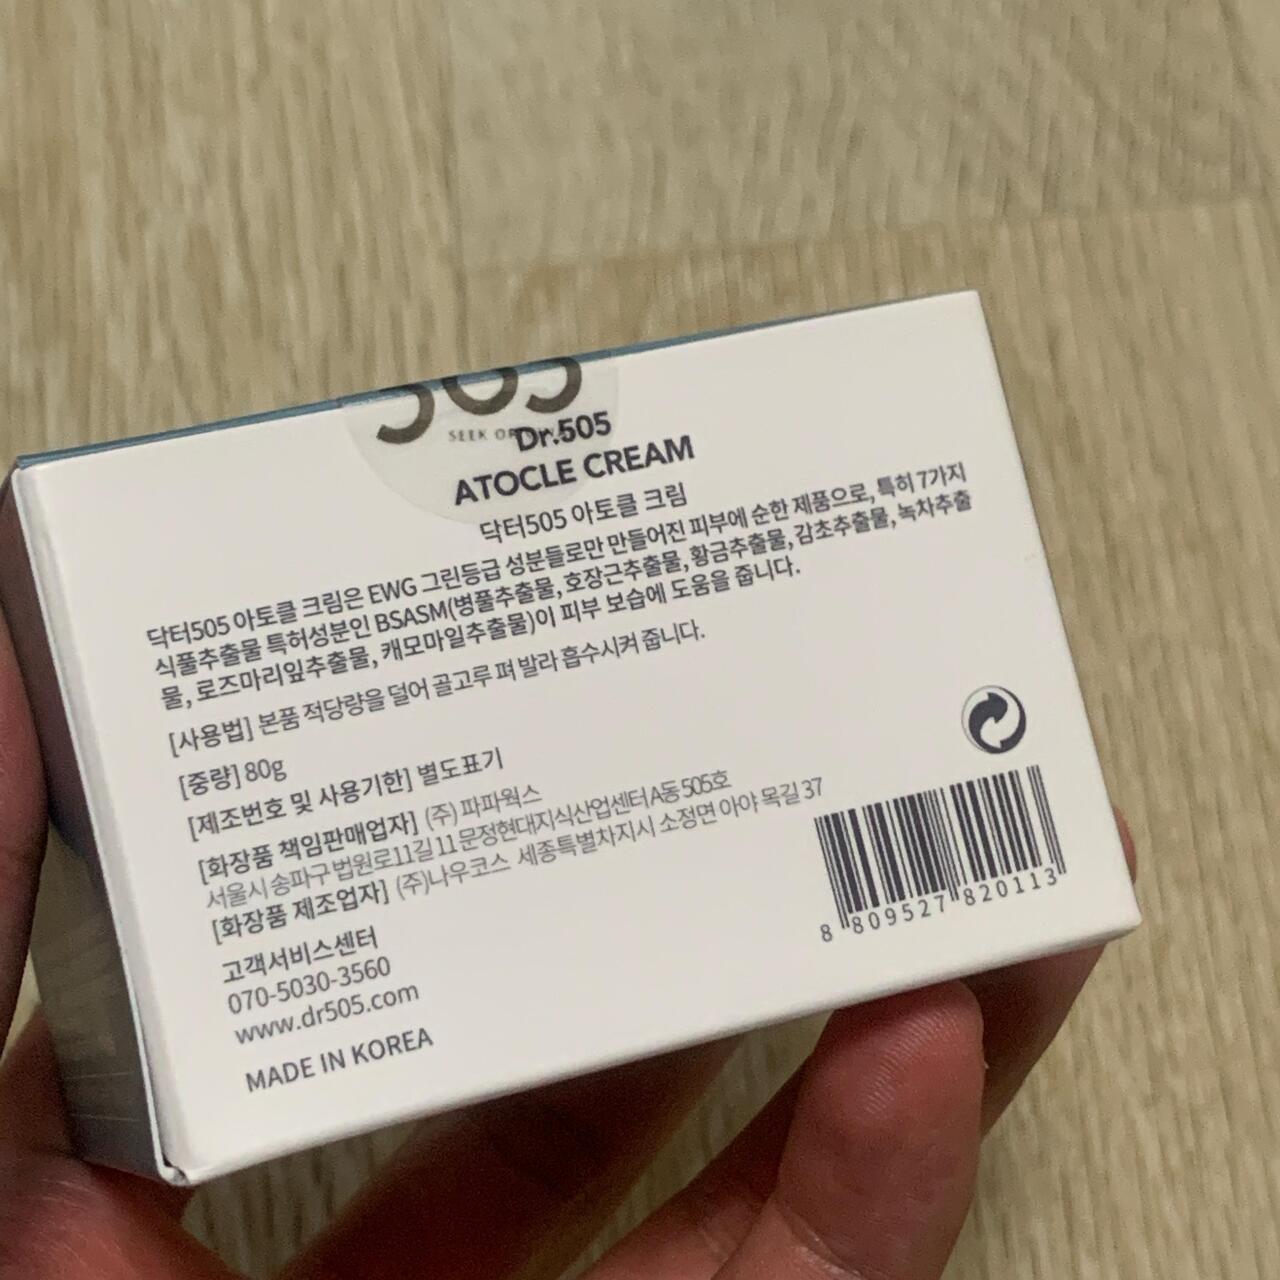 505
SEEK OR
Dr.505
ATOCLE CREAM
닥터505 아토클 크림
닥터505 아토클 크림은 EWG 그린등급 성분들로만 만들어진 피부에 순한 제품으로, 특히 7가지
식풀추출물 특허성분인 BSASM(병풀추출물, 호장근추출물, 황금추출물, 감초추출물, 녹차추출
물, 로즈마리잎추출물, 캐모마일추출물)이 피부 보습에 도움을 줍니다.
[사용법] 본품 적당량을 덜어 골고루 펴 발라 흡수시켜 줍니다.
[중량] 80g
[제조번호 및 사용기한] 별도표기
[화장품 책임판매업자] (주) 파파웍스
서울시 송파구 법원로11길 11 문정현대지식산업센터 A동 505호
[화장품 제조업자] (주)나우코스 세종특별차지시 소정면 아야 목길 37
고객서비스센터
070-5030-3560
www.dr505.com
MADE IN KOREA
8 809527 820113